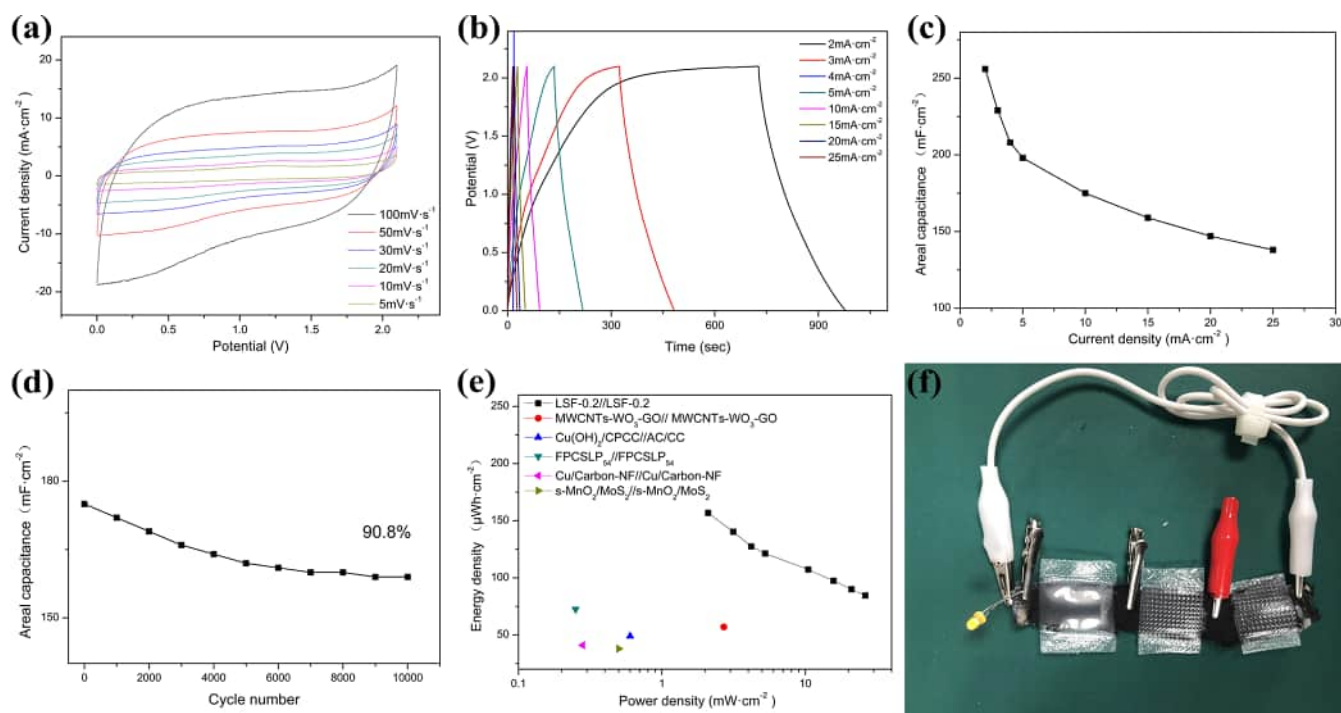 (a)
Current density (mA·cm⁻²)
20
10
0
-10
-20
100mV·s⁻¹
50mV·s⁻¹
30mV·s⁻¹
20mV·s⁻¹
10mV·s⁻¹
5mV·s⁻¹
0.0 0.5 1.0 1.5 2.0
Potential (V)
(b)
Potential (V)
2.0
1.5
1.0
0.5
0.0
2mA·cm⁻²
3mA·cm⁻²
4mA·cm⁻²
5mA·cm⁻²
10mA·cm⁻²
15mA·cm⁻²
20mA·cm⁻²
25mA·cm⁻²
0 300 600 900
Time (sec)
(c)
Areal capacitance （mF·cm⁻²）
250
200
150
100
0 5 10 15 20 25 30
Current density (mA·cm⁻²)
(d)
Areal capacitance （mF·cm⁻²）
180
150
90.8%
0 2000 4000 6000 8000 10000
Cycle number
(e)
Energy density （μWh·cm⁻²）
250
200
150
100
50
0
LSF-0.2//LSF-0.2
MWCNTs-WO₃-GO// MWCNTs-WO₃-GO
Cu(OH)₂/CPCC//AC/CC
FPCSLP₅₄//FPCSLP₅₄
Cu/Carbon-NF//Cu/Carbon-NF
s-MnO₂/MoS₂//s-MnO₂/MoS₂
0.1 1 10
Power density (mW·cm⁻²)
(f)